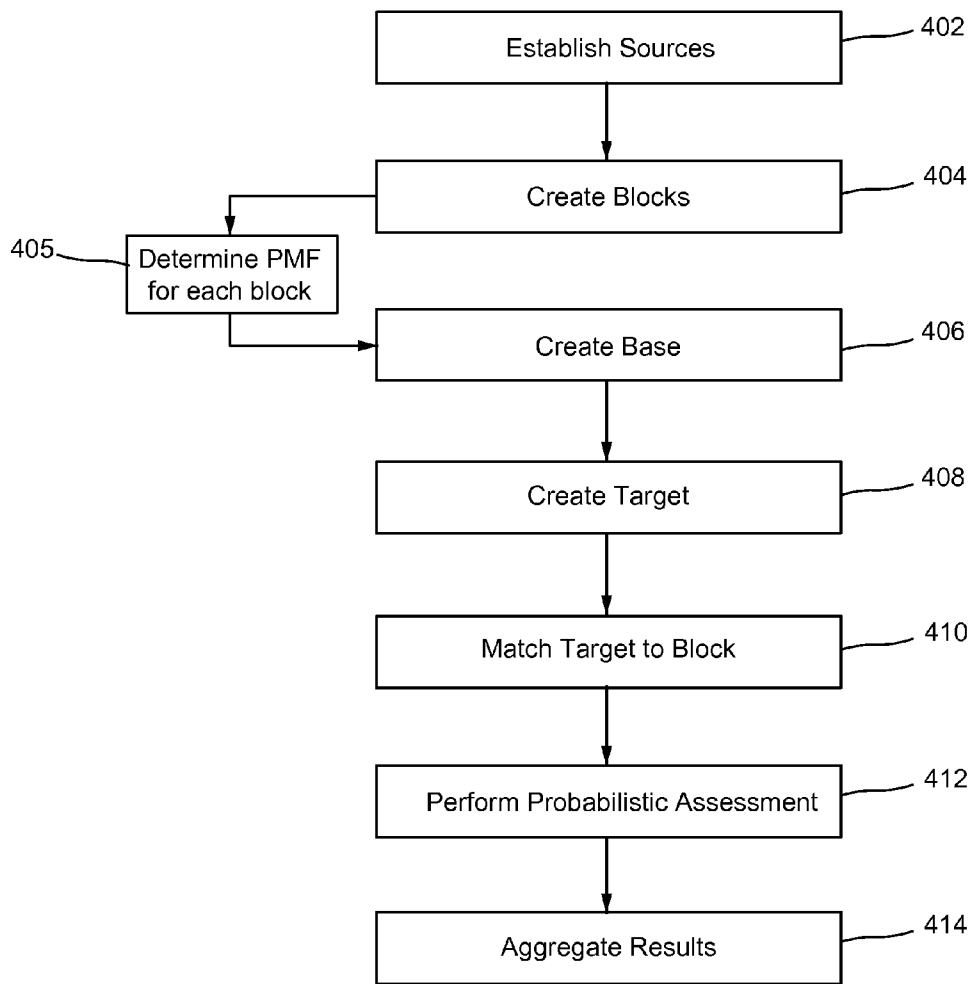 402
Establish Sources
404
Create Blocks
405
Determine PMF
for each block
406
Create Base
408
Create Target
410
Match Target to Block
412
Perform Probabilistic Assessment
414
Aggregate Results